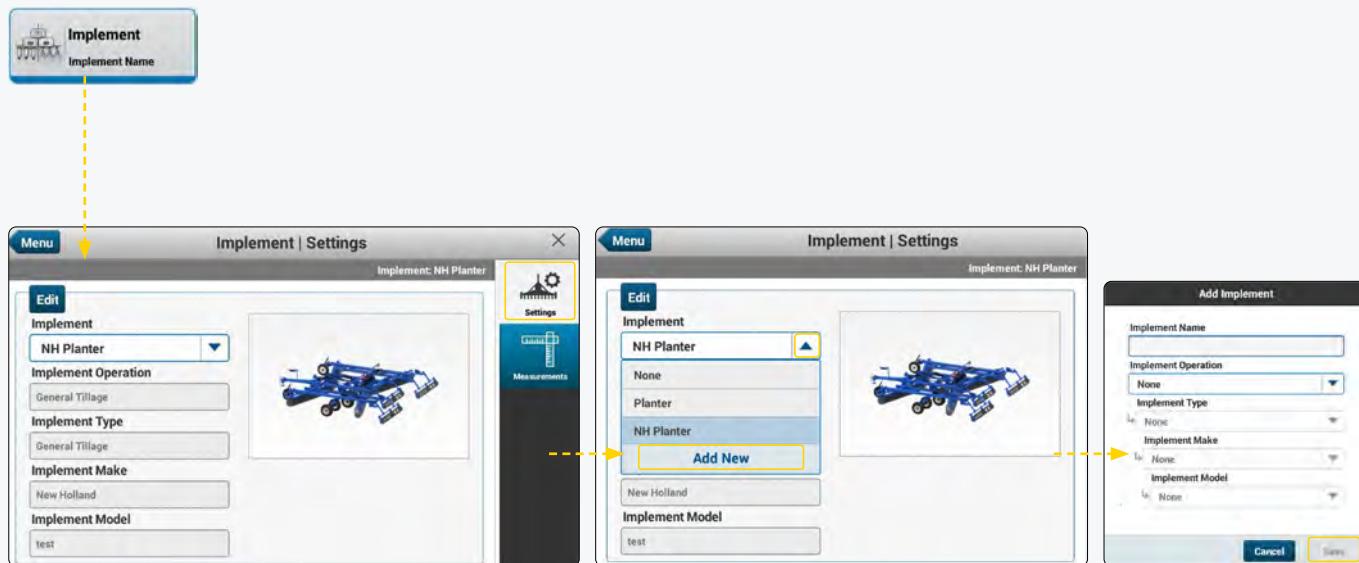 Implement
Implement Name
Menu
Implement | Settings
Implement: NH Planter
Edit
Implement
NH Planter
Implement Operation
General Tillage
Implement Type
General Tillage
Implement Make
New Holland
Implement Model
test
Settings
Measurements
Menu
Implement | Settings
Implement: NH Planter
Edit
Implement
NH Planter
None
Planter
NH Planter
Add New
New Holland
Implement Model
test
Add Implement
Implement Name
Implement Operation
None
Implement Type
None
Implement Make
None
Implement Model
None
Cancel
Save